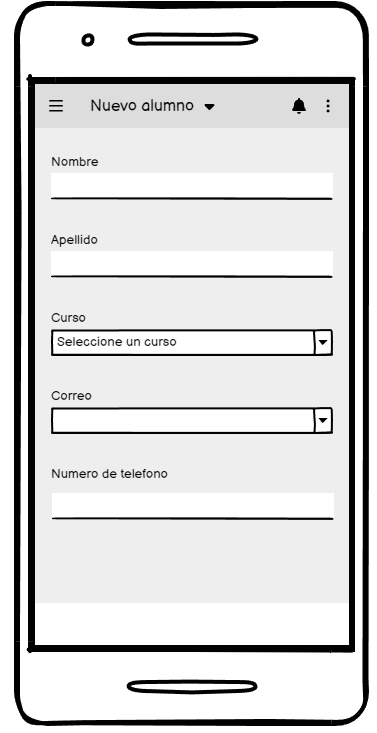 Nuevo alumno
Nombre
Apellido
Curso
Seleccione un curso
Correo
Numero de telefono